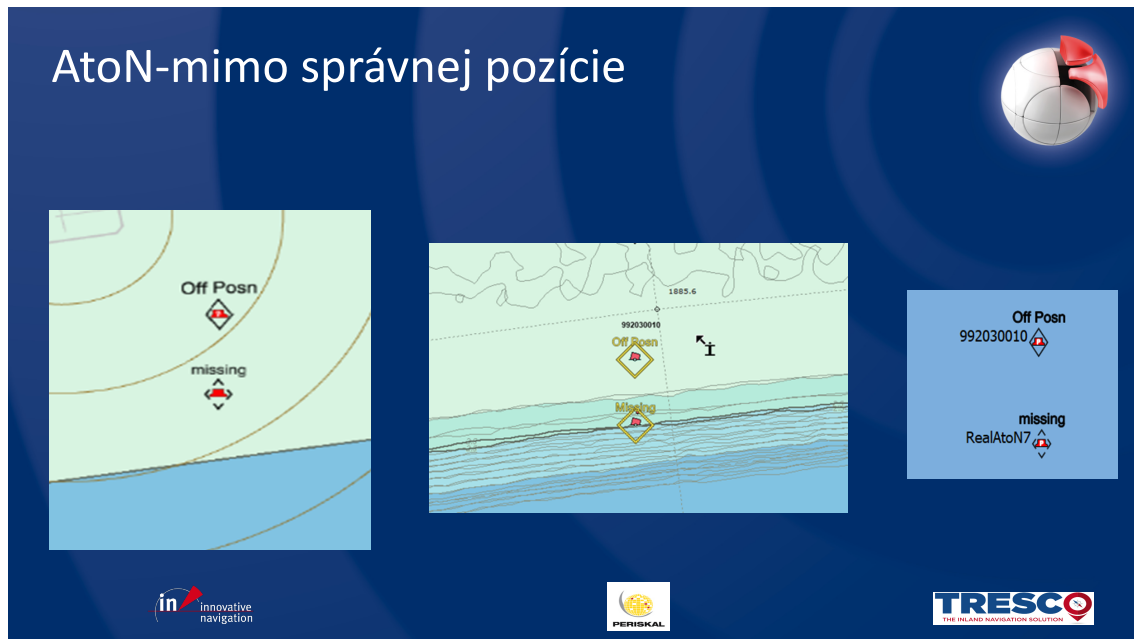 AtoN-mimo správnej pozície
Off Posn
missing
1885.6
992030010
Off Posn
Missing
Off Posn
992030010
missing
RealAtoN7
in innovative
navigation
PERISKAL
TRESCO
THE INLAND NAVIGATION SOLUTION